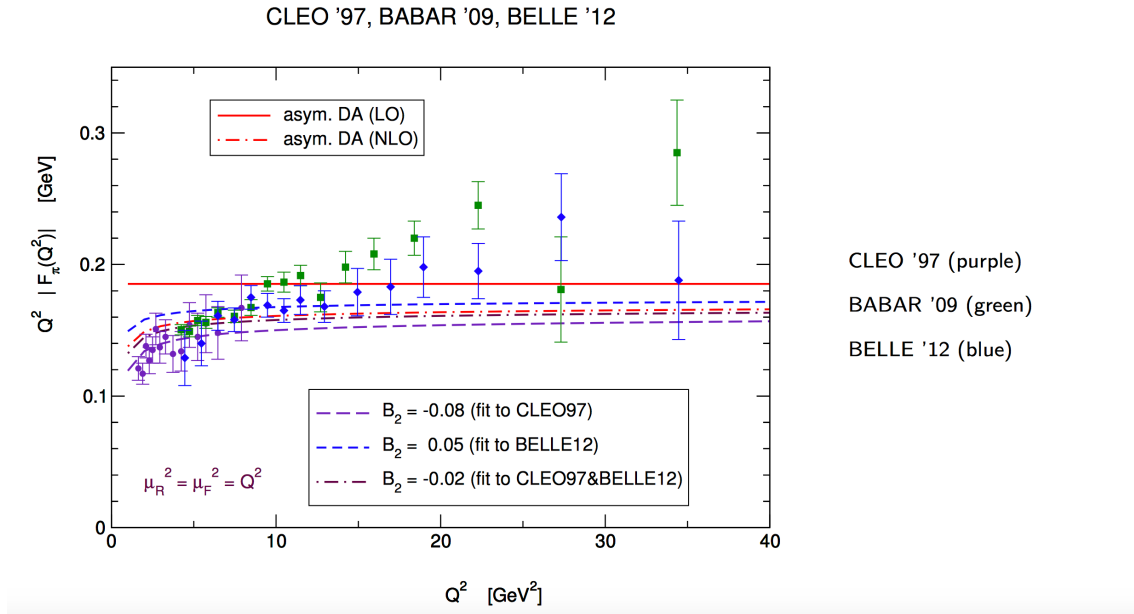 CLEO '97, BABAR '09, BELLE '12
asym. DA (LO)
asym. DA (NLO)
Q² | Fπ(Q²)| [GeV]
0.3
0.2
0.1
0
CLEO '97 (purple)
BABAR '09 (green)
BELLE '12 (blue)
B₂ = -0.08 (fit to CLEO97)
B₂ = 0.05 (fit to BELLE12)
B₂ = -0.02 (fit to CLEO97&BELLE12)
μ_R² = μ_F² = Q²
0 10 20 30 40
Q² [GeV²]